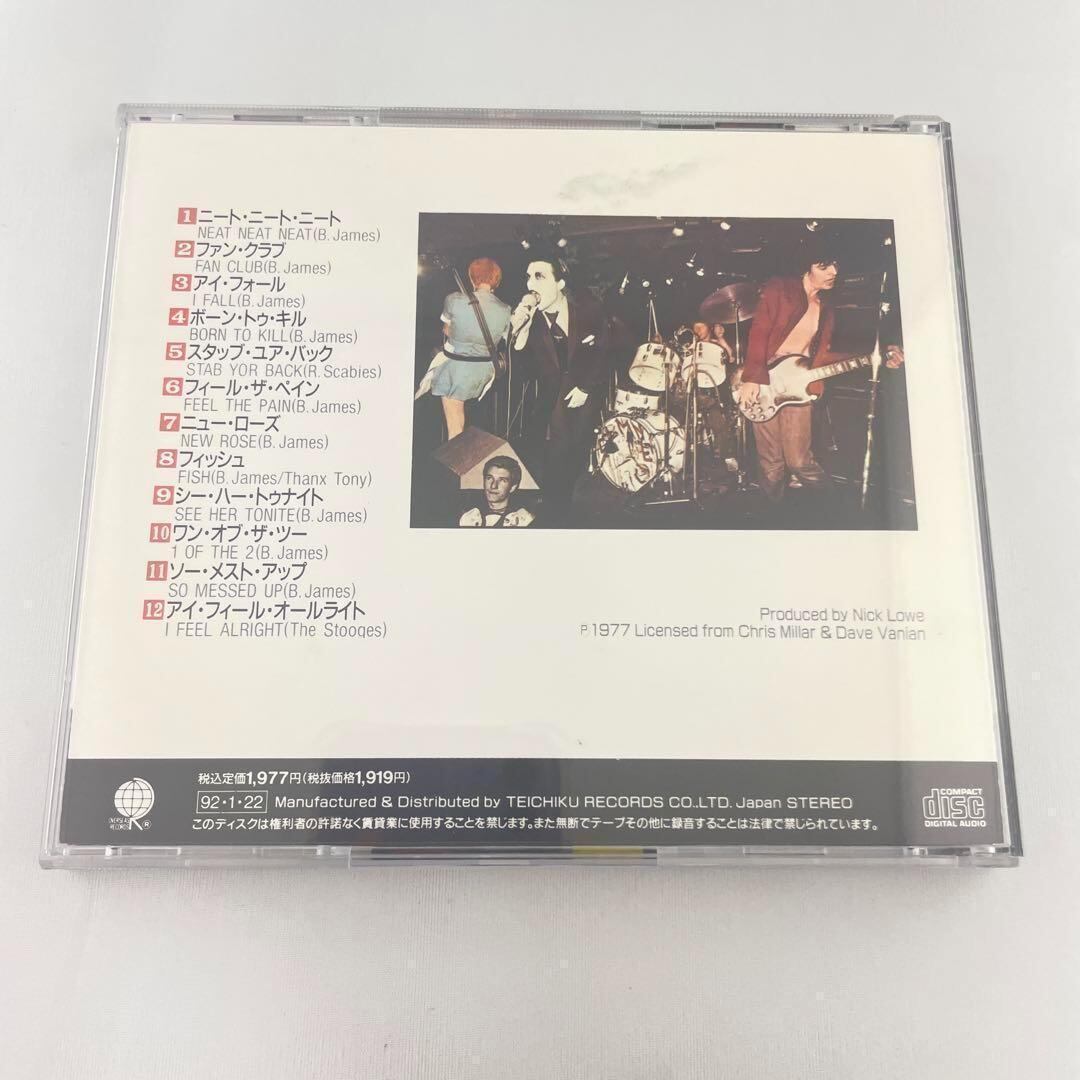 1 ニート・ニート・ニート
NEAT NEAT NEAT(B. James)
2 ファン・クラブ
FAN CLUB(B. James)
3 アイ・フォール
I FALL(B. James)
4 ボーン・トゥ・キル
BORN TO KILL(B. James)
5 スタッブ・ユア・バック
STAB YOR BACK(R. Scabies)
6 フィール・ザ・ペイン
FEEL THE PAIN(B. James)
7 ニュー・ローズ
NEW ROSE(B. James)
8 フィッシュ
FISH(B. James/Thanx Tony)
9 シー・ハー・トゥナイト
SEE HER TONITE(B. James)
10 ワン・オブ・ザ・ツー
1 OF THE 2(B. James)
11 ソー・メスト・アップ
SO MESSED UP(B. James)
12 アイ・フィール・オールライト
I FEEL ALRIGHT(The Stooges)
Produced by Nick Lowe
℗1977 Licensed from Chris Millar & Dave Vanian
税込定価1,977円(税抜価格1,919円)
92・1・22 Manufactured & Distributed by TEICHIKU RECORDS CO.,LTD. Japan STEREO
このディスクは権利者の許諾なく賃貸業に使用することを禁じます。また無断でテープその他に録音することは法律で禁じられています。
OVERSEAS
RECORDS
R ®
COMPACT
disc
DIGITAL AUDIO